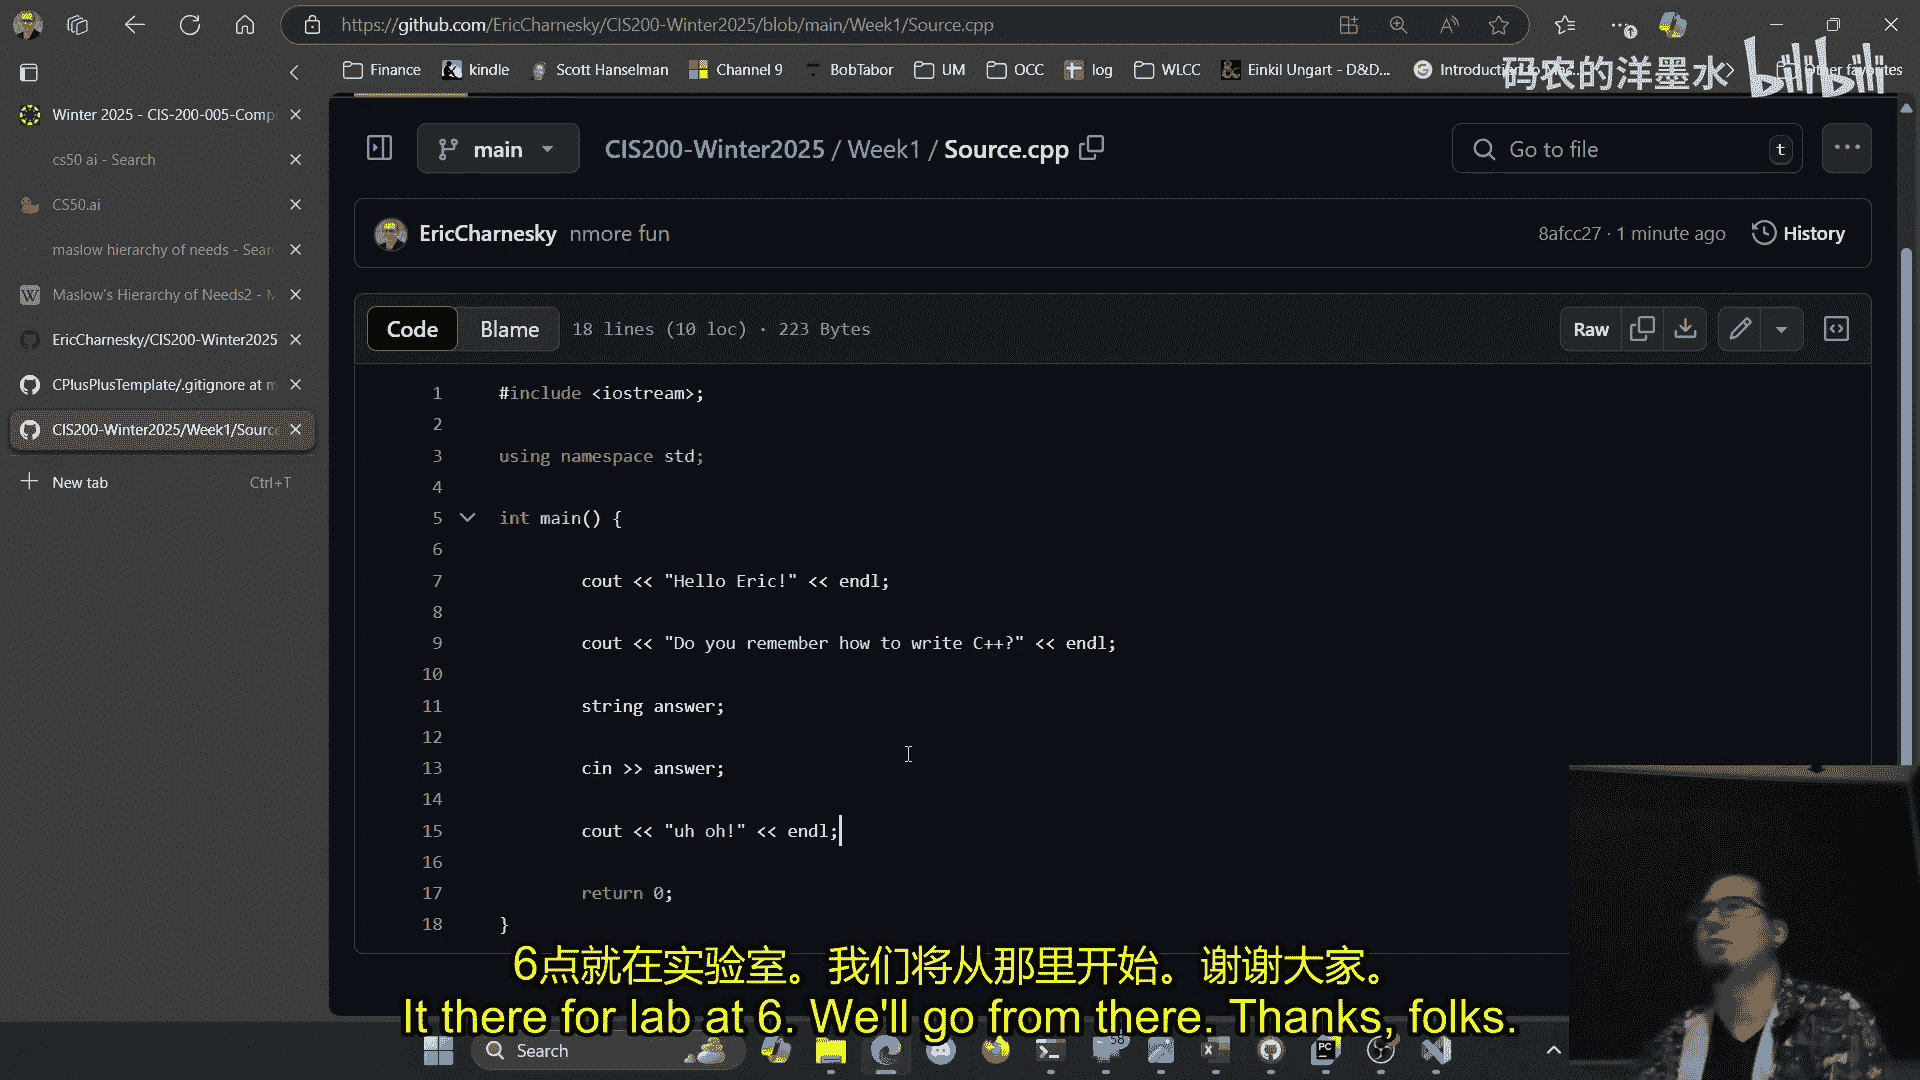 https://github.com/EricCharnesky/CIS200-Winter2025/blob/main/Week1/Source.cpp
Finance
kindle
Scott Hanselman
Channel 9
BobTabor
UM
OCC
log
WLCC
Einkil Ungart - D&D...
码农的洋墨水
bilibili
Winter 2025 - CIS-200-005-Comp
cs50 ai - Search
CS50.ai
maslow hierarchy of needs - Sear
Maslow's Hierarchy of Needs2 - M
EricCharnesky/CIS200-Winter2025
CPlusPlusTemplate/.gitignore at m
CIS200-Winter2025/Week1/Sourc
New tab Ctrl+T
main
CIS200-Winter2025 / Week1 / Source.cpp
Go to file t
EricCharnesky nmore fun
8afcc27 · 1 minute ago History
Code Blame 18 lines (10 loc) · 223 Bytes Raw
1 #include <iostream>;
2
3 using namespace std;
4
5 int main() {
6
7 cout << "Hello Eric!" << endl;
8
9 cout << "Do you remember how to write C++?" << endl;
10
11 string answer;
12
13 cin >> answer;
14
15 cout << "uh oh!" << endl;
16
17 return 0;
18 }
6点就在实验室。我们将从那里开始。谢谢大家。
It there for lab at 6. We'll go from there. Thanks, folks.
Search
58